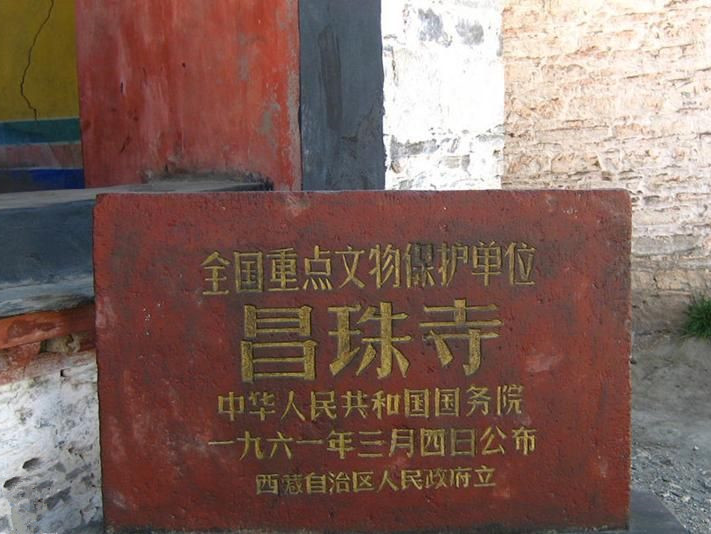 全国重点文物保护单位
昌珠寺
中华人民共和国国务院
一九六一年三月四日公布
西藏自治区人民政府立